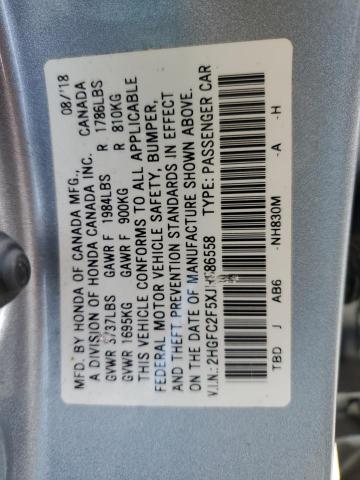 MFD. BY HONDA OF CANADA MFG., 08/'18
A DIVISION OF HONDA CANADA INC. CANADA
GVWR 3737LBS GAWR F 1984LBS R 1786LBS
GVWR 1695KG GAWR F 900KG R 810KG
THIS VEHICLE CONFORMS TO ALL APPLICABLE
FEDERAL MOTOR VEHICLE SAFETY, BUMPER,
AND THEFT PREVENTION STANDARDS IN EFFECT
ON THE DATE OF MANUFACTURE SHOWN ABOVE.
V.I.N.: TYPE: PASSENGER CAR
TBD J AB6 -NH830M -A -H